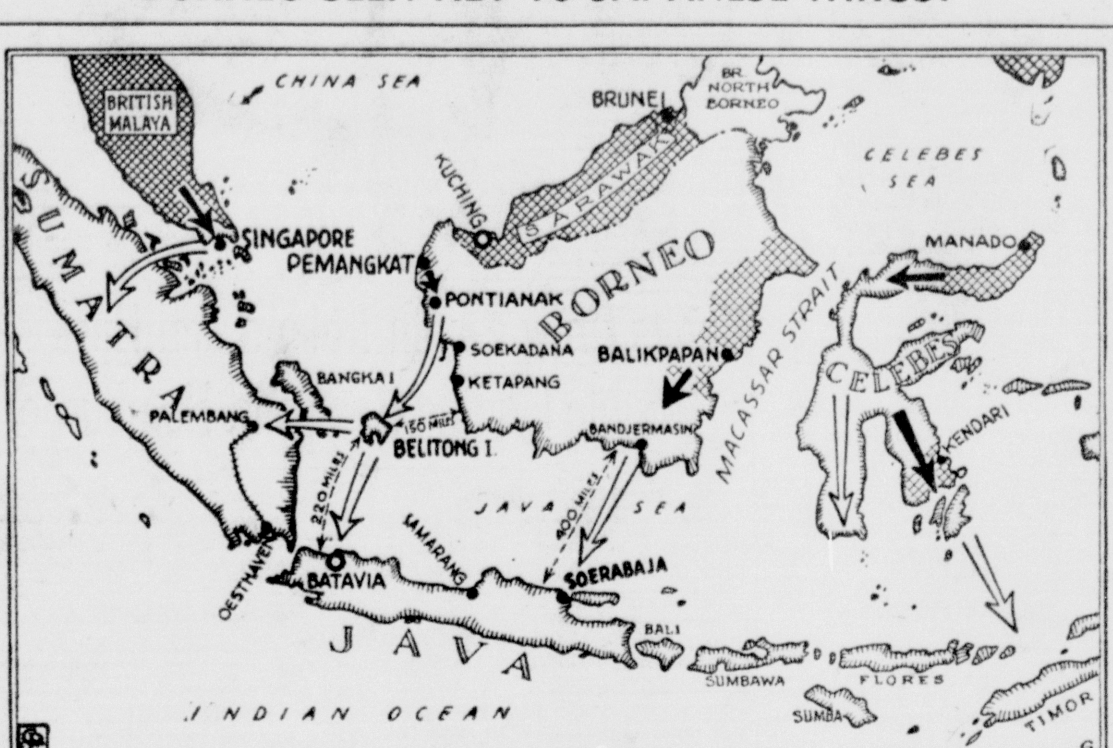 CHINA SEA
BR.
NORTH
BORNEO
BRITISH
MALAYA
BRUNEI
CELEBES
SEA
KUCHING
SARAWAK
SUMATRA
SINGAPORE
MANADO
PEMANGKAT
BORNEO
PONTIANAK
MACASSAR STRAIT
SOEKADANA
BALIKPAPAN
CELEBES
BANGKA I
KETAPANG
PALEMBANG
150 MILES
BANDJERMASIN
KENDARI
BELITONG I.
220 MILES
JAVA SEA
400 MILES
SAMARANG
OESTHAVEN
BATAVIA
SOERABAJA
JAVA
BALI
SUMBAWA
FLORES
SUMBA
TIMOR
INDIAN OCEAN